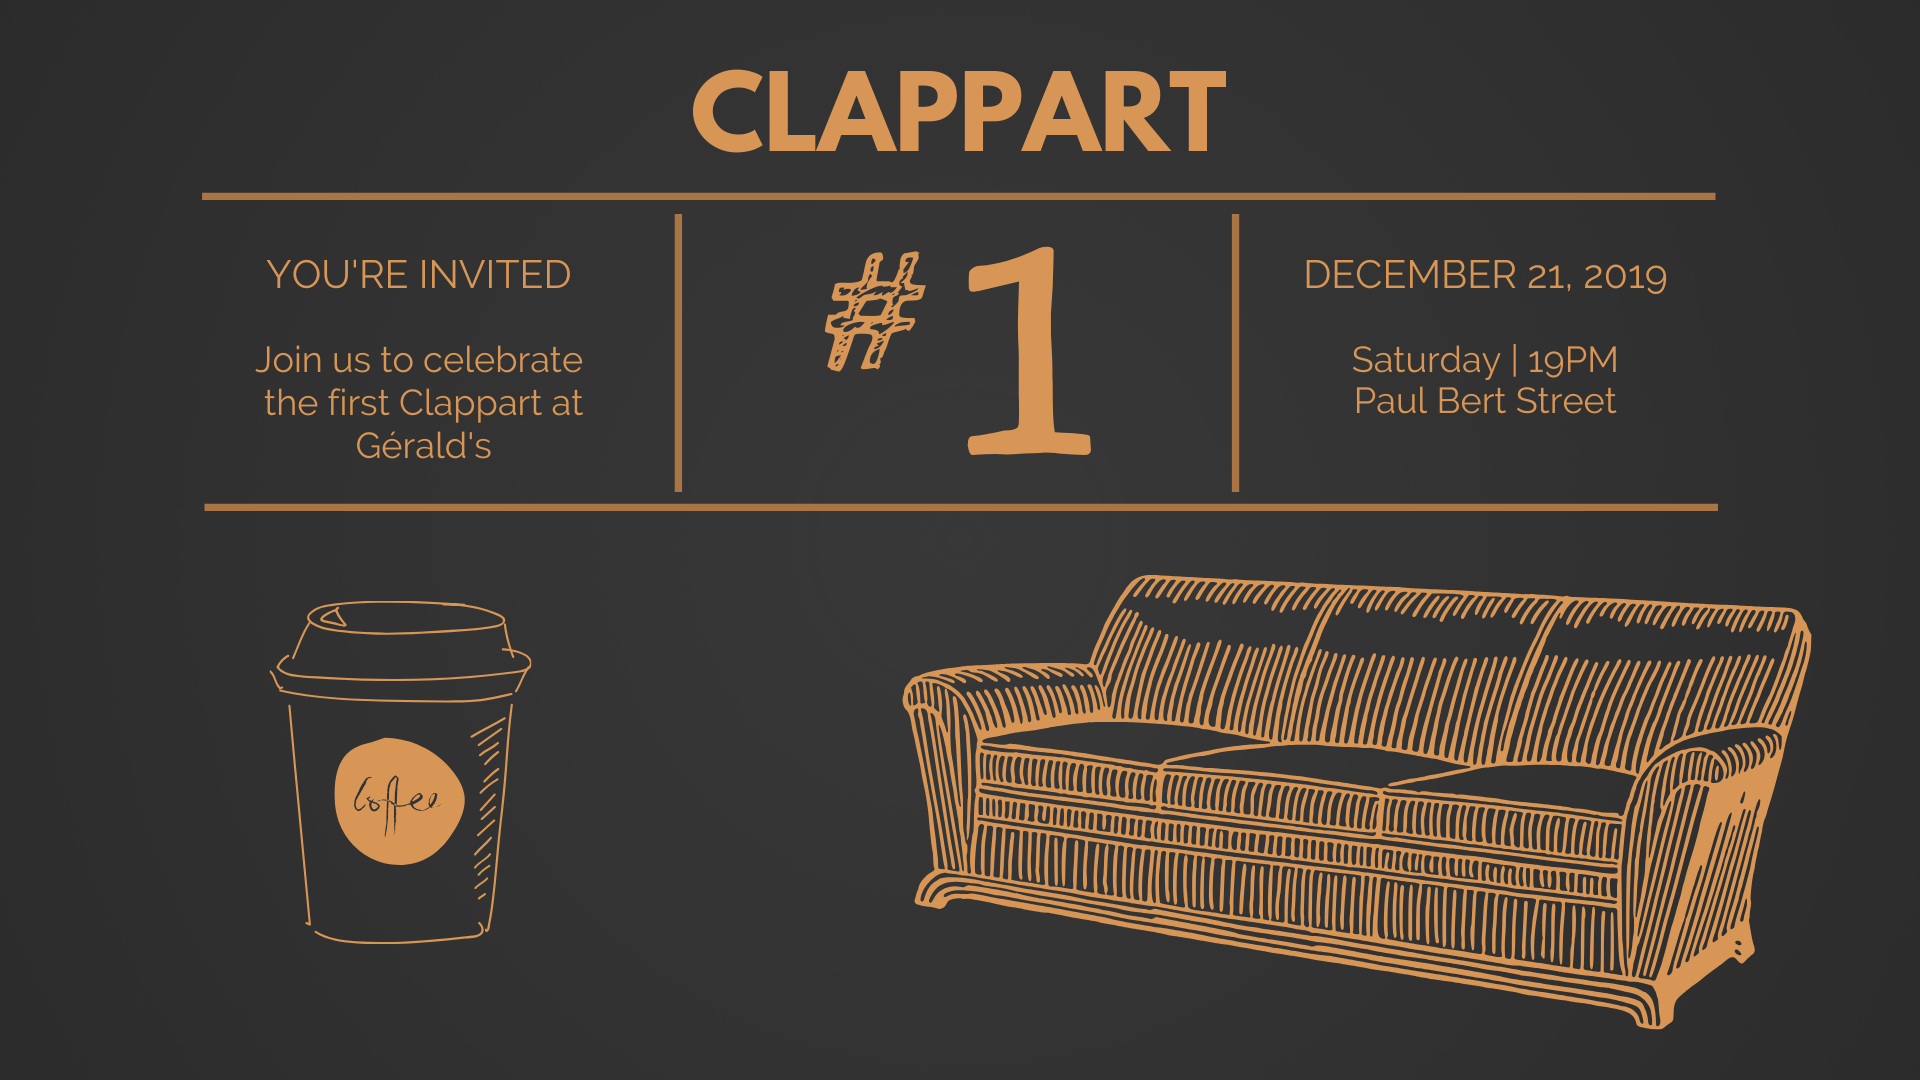 CLAPPART
YOU'RE INVITED
Join us to celebrate
the first Clappart at
Gérald's
#1
DECEMBER 21, 2019
Saturday | 19PM
Paul Bert Street
Coffee